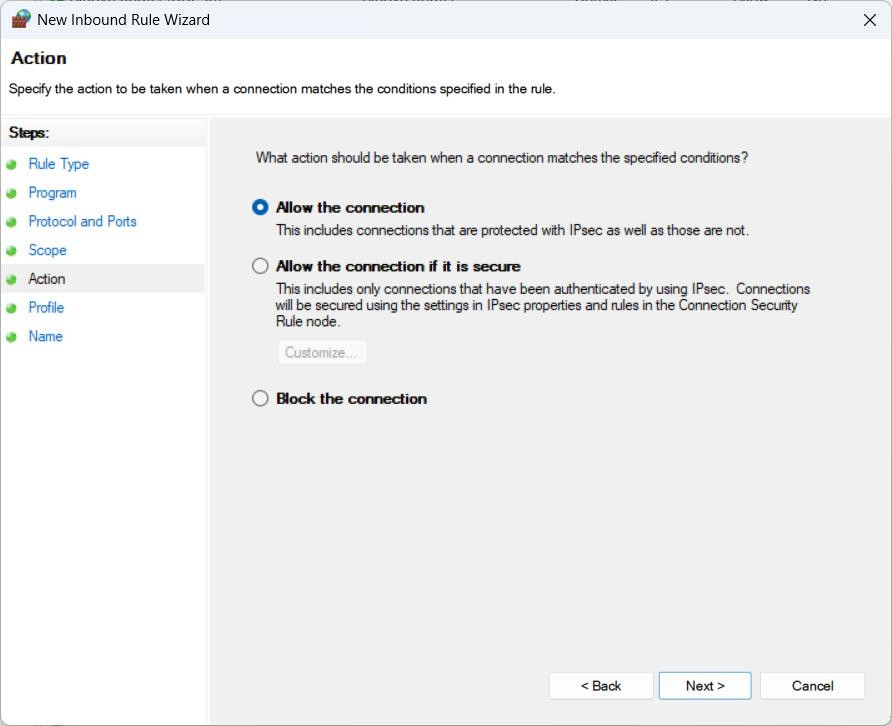 New Inbound Rule Wizard
Action
Specify the action to be taken when a connection matches the conditions specified in the rule.
Steps:
Rule Type
Program
Protocol and Ports
Scope
Action
Profile
Name
What action should be taken when a connection matches the specified conditions?
Allow the connection
This includes connections that are protected with IPsec as well as those are not.
Allow the connection if it is secure
This includes only connections that have been authenticated by using IPsec. Connections
will be secured using the settings in IPsec properties and rules in the Connection Security
Rule node.
Customize...
Block the connection
< Back
Next >
Cancel